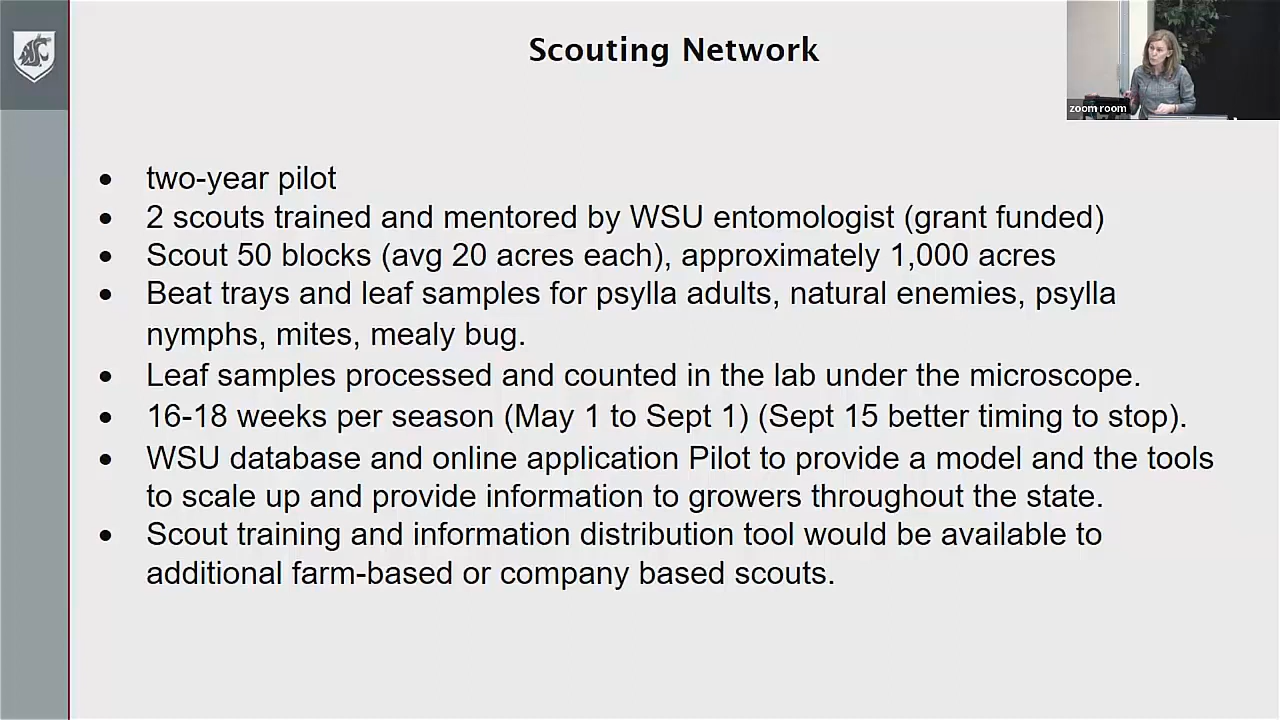 Scouting Network
zoom room
• two-year pilot
• 2 scouts trained and mentored by WSU entomologist (grant funded)
• Scout 50 blocks (avg 20 acres each), approximately 1,000 acres
• Beat trays and leaf samples for psylla adults, natural enemies, psylla
nymphs, mites, mealy bug.
• Leaf samples processed and counted in the lab under the microscope.
• 16-18 weeks per season (May 1 to Sept 1) (Sept 15 better timing to stop).
• WSU database and online application Pilot to provide a model and the tools
to scale up and provide information to growers throughout the state.
• Scout training and information distribution tool would be available to
additional farm-based or company based scouts.